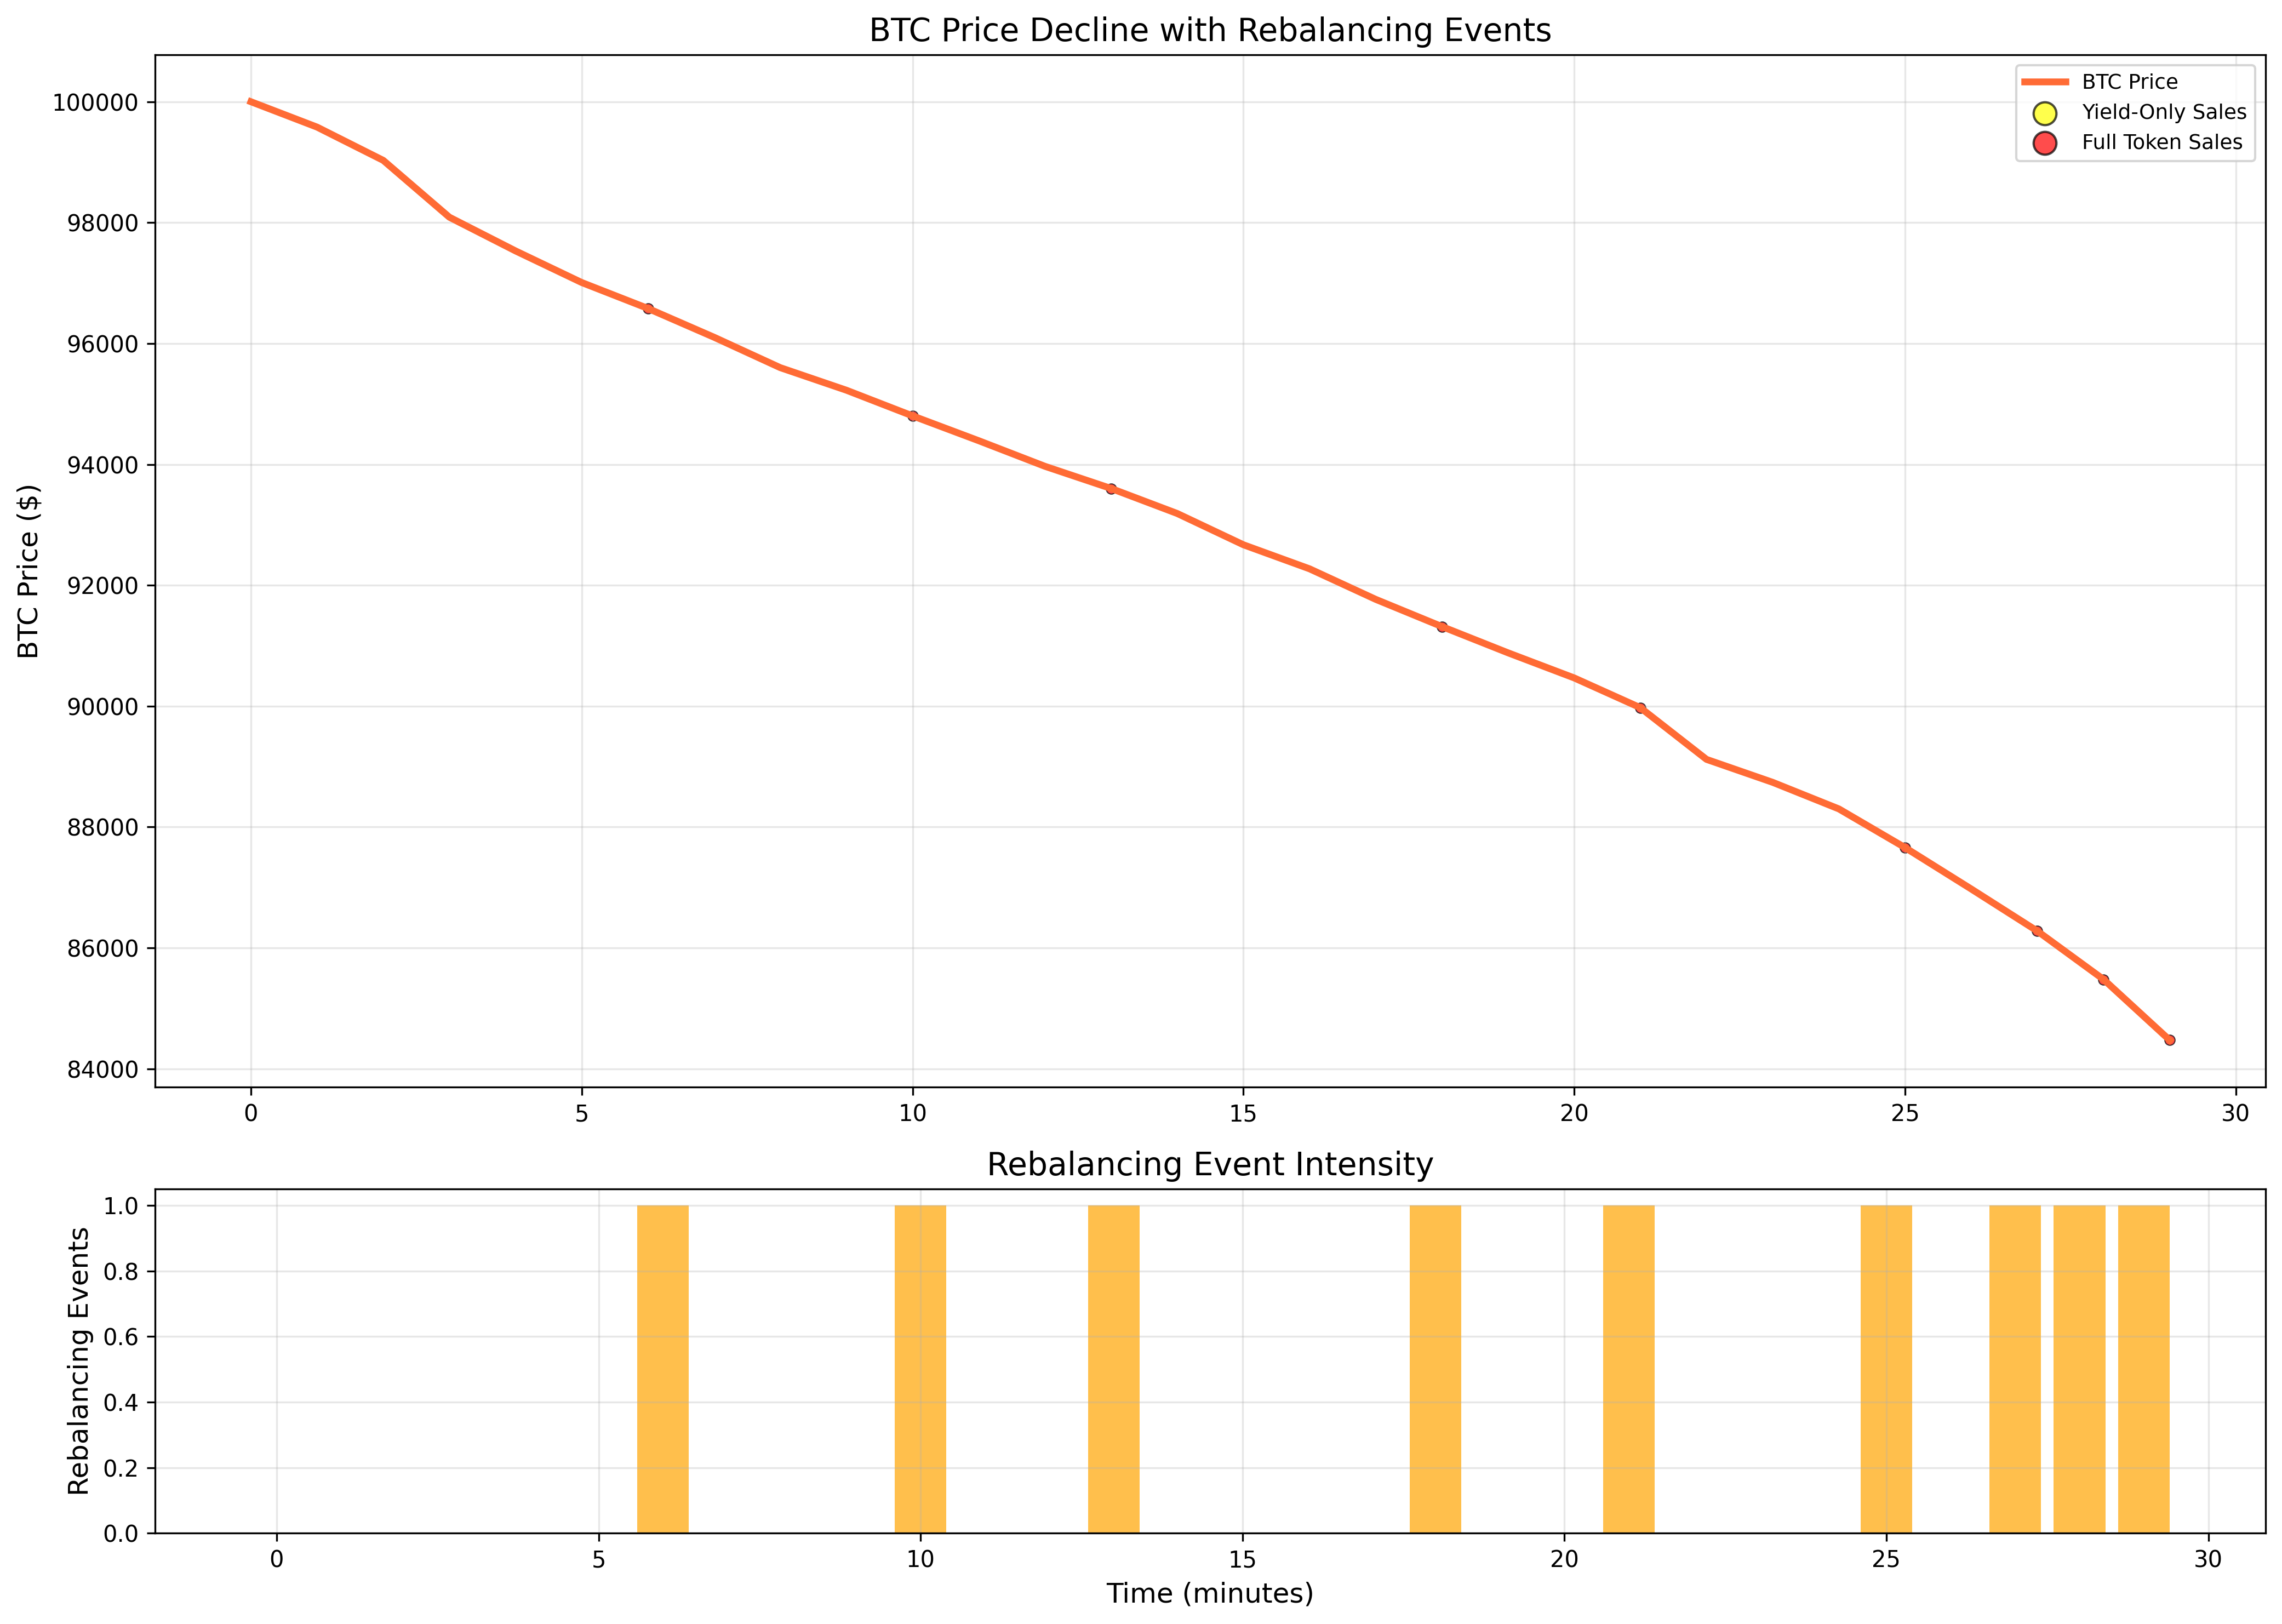 BTC Price Decline with Rebalancing Events
BTC Price
Yield-Only Sales
Full Token Sales
BTC Price ($)
100000
98000
96000
94000
92000
90000
88000
86000
84000
0 5 10 15 20 25 30
Rebalancing Event Intensity
Rebalancing Events
1.0
0.8
0.6
0.4
0.2
0.0
0 5 10 15 20 25 30
Time (minutes)